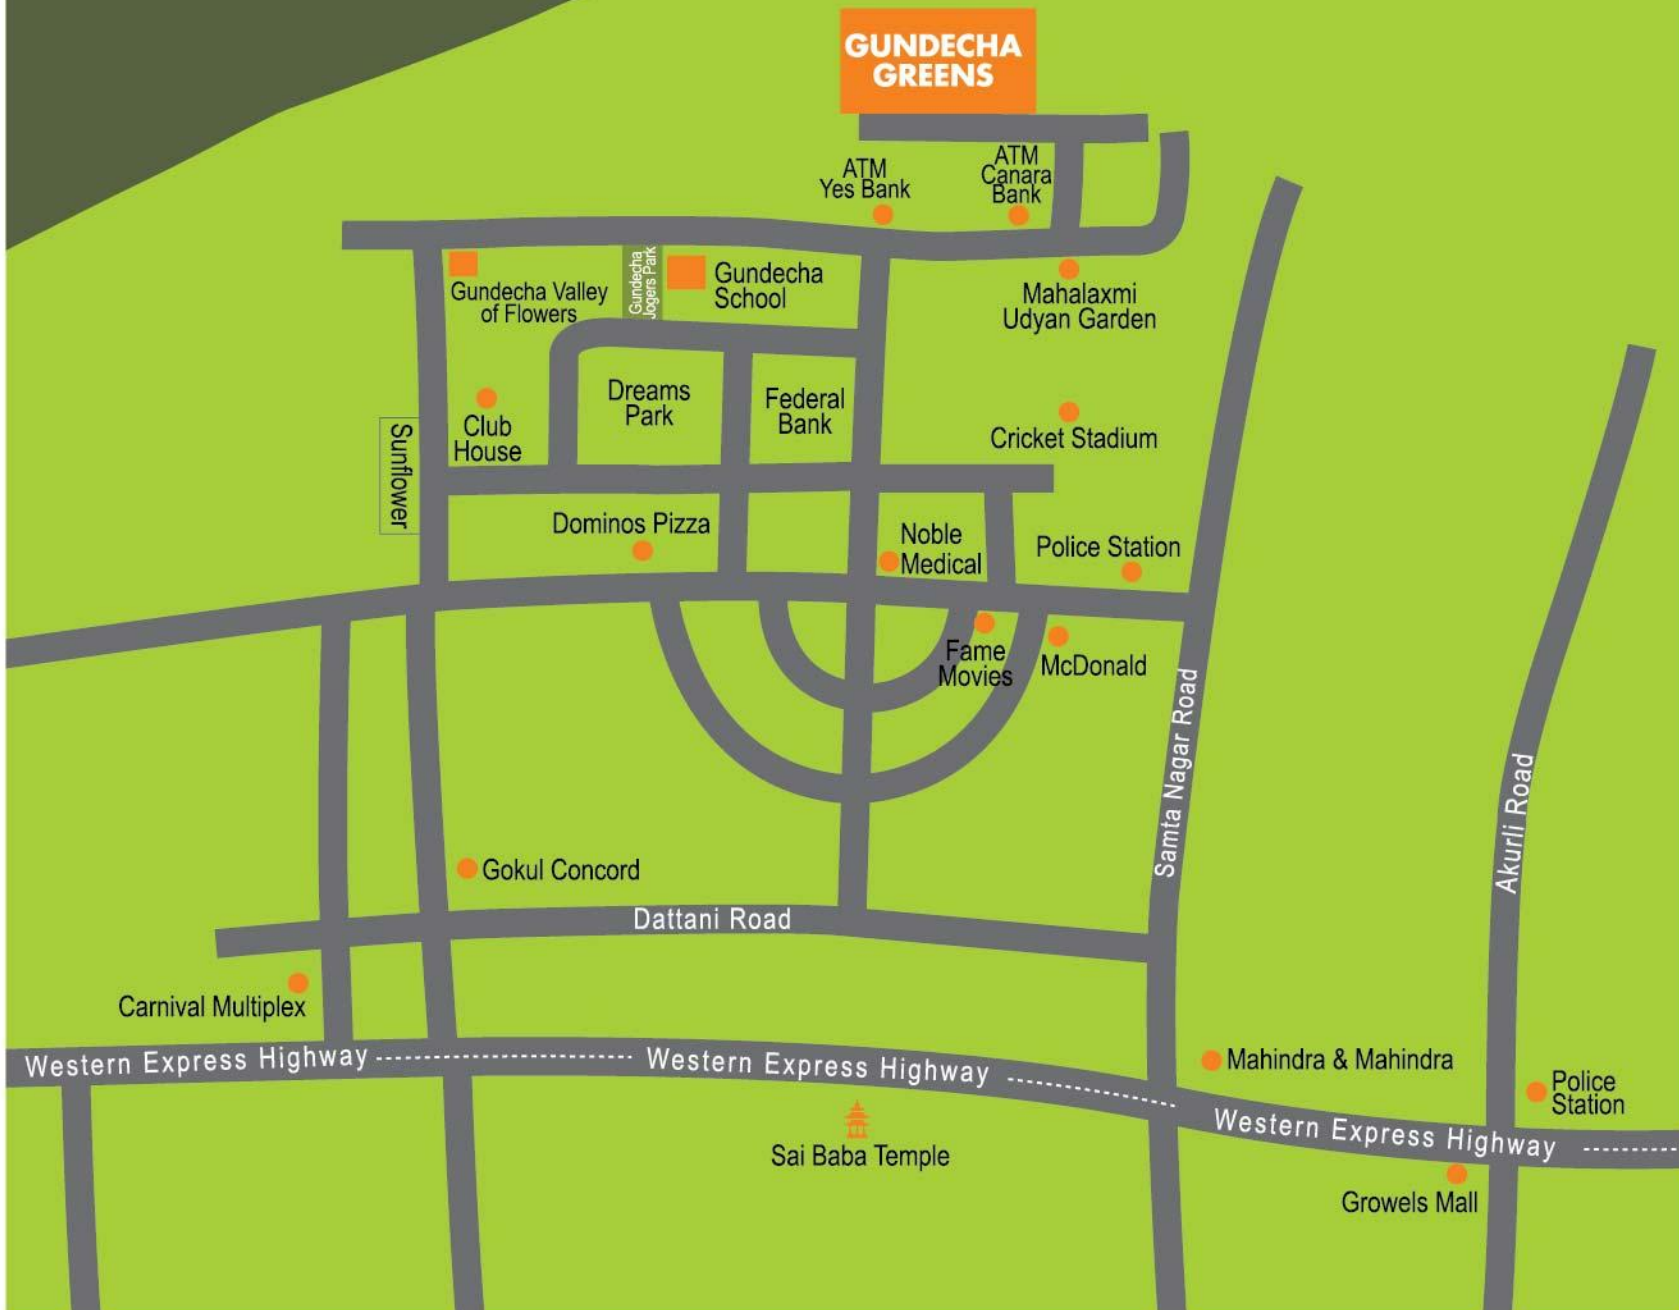 GUNDECHA
GREENS
ATM
Yes Bank
ATM
Canara
Bank
Gundecha Valley
of Flowers
Gundecha
Jogers Park
Gundecha
School
Mahalaxmi
Udyan Garden
Club
House
Dreams
Park
Federal
Bank
Cricket Stadium
Sunflower
Dominos Pizza
Noble
Medical
Police Station
Fame
Movies
McDonald
Samta Nagar Road
Akurli Road
Gokul Concord
Dattani Road
Carnival Multiplex
Western Express Highway
Western Express Highway
Mahindra & Mahindra
Police
Station
Western Express Highway
Sai Baba Temple
Growels Mall